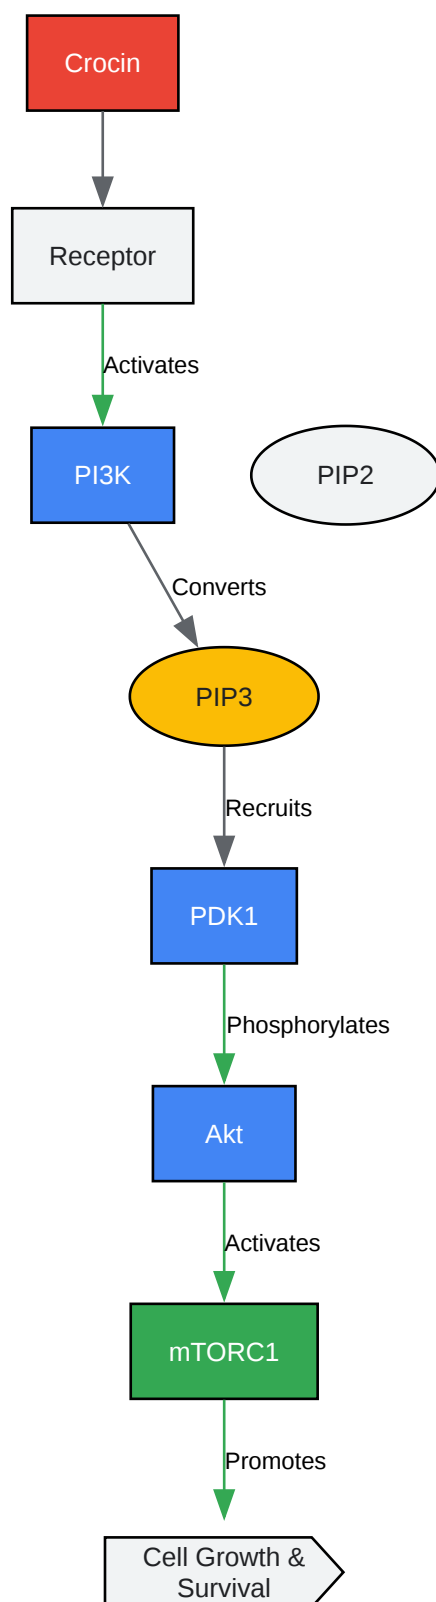 Crocin
Receptor
Activates
PI3K
PIP2
Converts
PIP3
Recruits
PDK1
Phosphorylates
Akt
Activates
mTORC1
Promotes
Cell Growth &
Survival